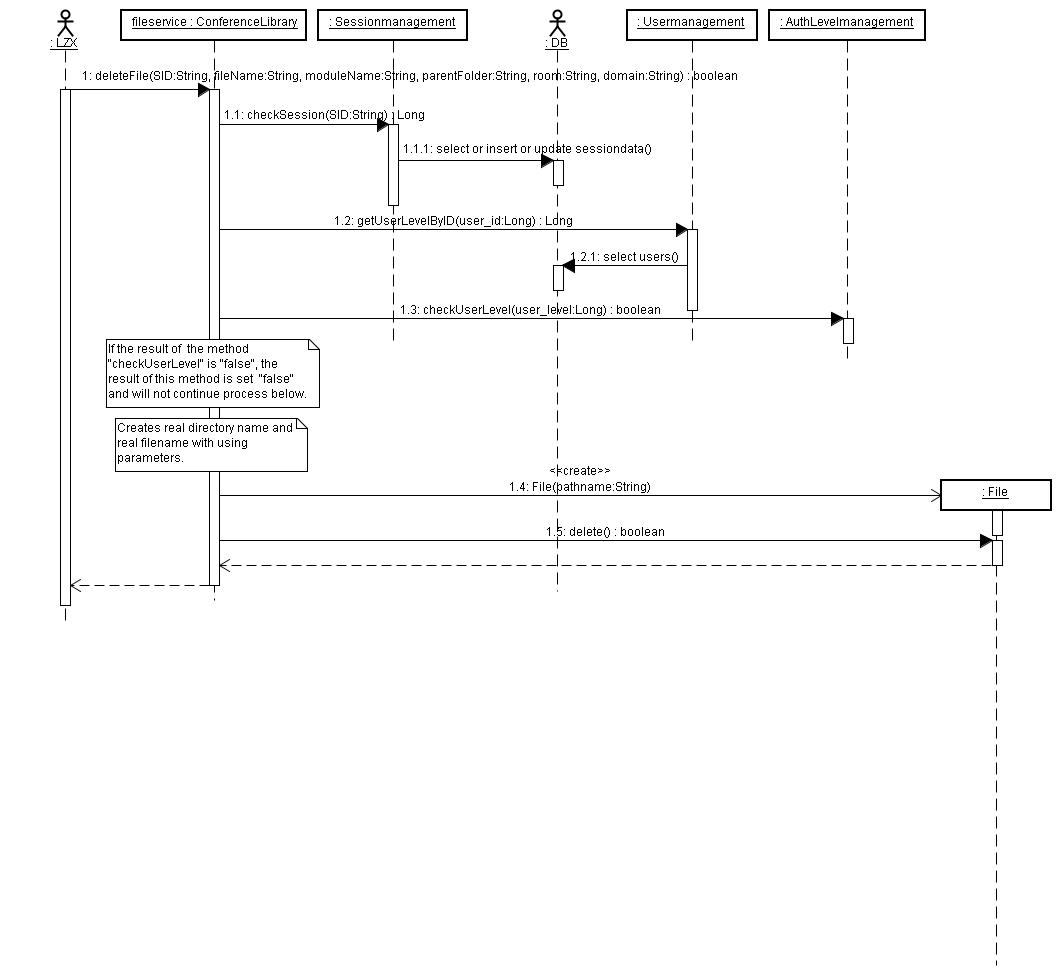 fileservice : ConferenceLibrary
: Sessionmanagement
: Usermanagement
: AuthLevelmanagement
: LZX
: DB
1: deleteFile(SID:String, fileName:String, moduleName:String, parentFolder:String, room:String, domain:String) : boolean
1.1: checkSession(SID:String) : Long
1.1.1: select or insert or update sessiondata()
1.2: getUserLevelByID(user_id:Long) : Long
1.2.1: select users()
1.3: checkUserLevel(user_level:Long) : boolean
If the result of the method
"checkUserLevel" is "false", the
result of this method is set "false"
and will not continue process below.
Creates real directory name and
real filename with using
parameters.
<<create>>
1.4: File(pathname:String)
: File
1.5: delete() : boolean